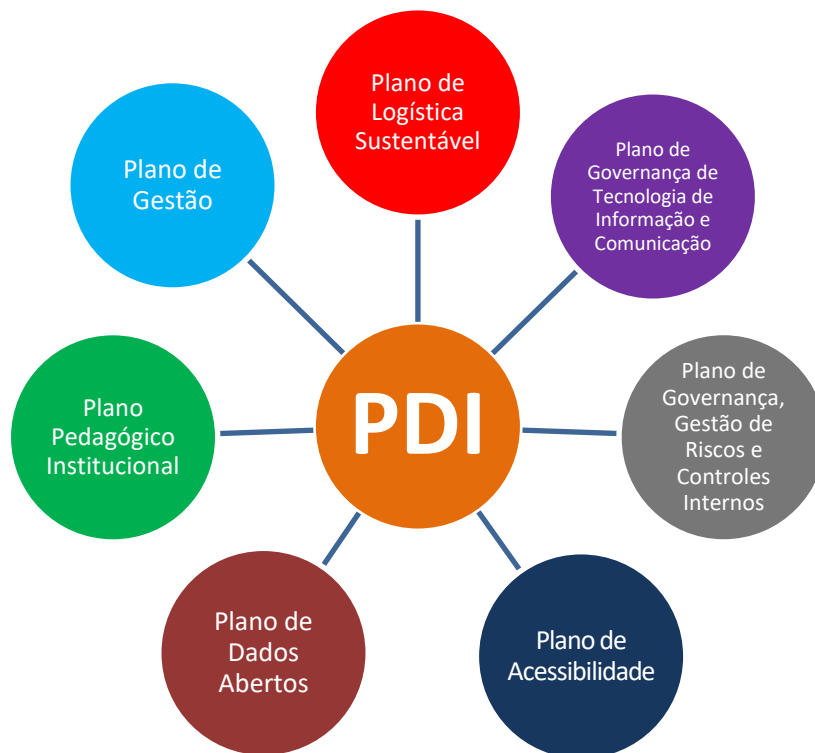 Plano de
Logística
Sustentável
Plano de
Governança de
Tecnologia de
Informação e
Comunicação
Plano de
Governança,
Gestão de
Riscos e
Controles
Internos
Plano de
Acessibilidade
Plano de
Dados
Abertos
Plano
Pedagógico
Institucional
Plano de
Gestão
PDI